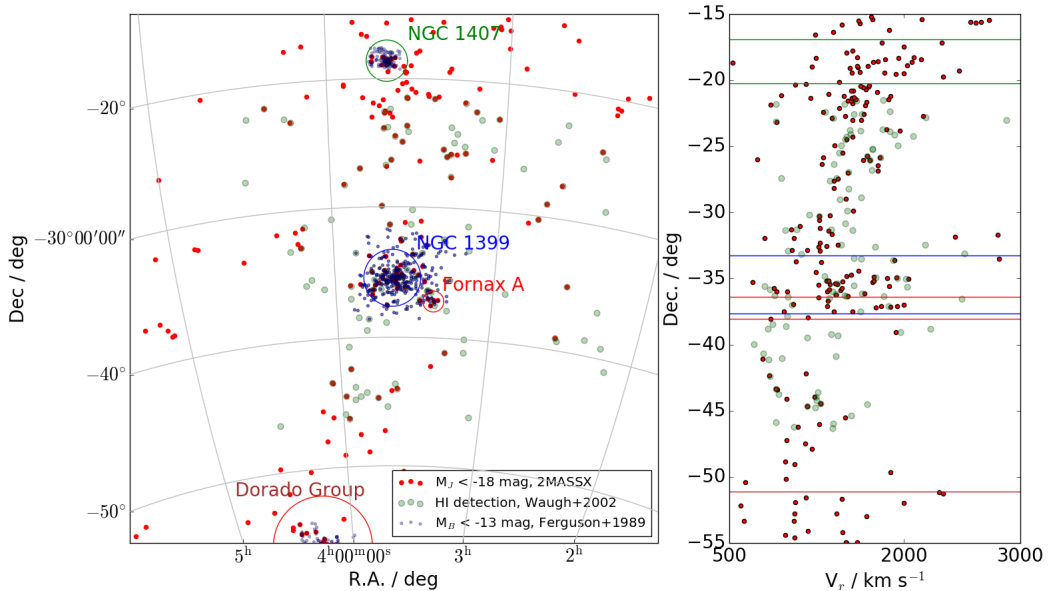 NGC 1407
NGC 1399
Fornax A
Dorado Group
−20°
−30°00′00″
−40°
−50°
Dec / deg
5ʰ
4ʰ00ᵐ00ˢ
3ʰ
2ʰ
R.A. / deg
M_J < -18 mag, 2MASSX
HI detection, Waugh+2002
M_B < -13 mag, Ferguson+1989
−15
−20
−25
−30
−35
−40
−45
−50
−55
Dec. / deg
500
2000
3000
V_r / km s⁻¹